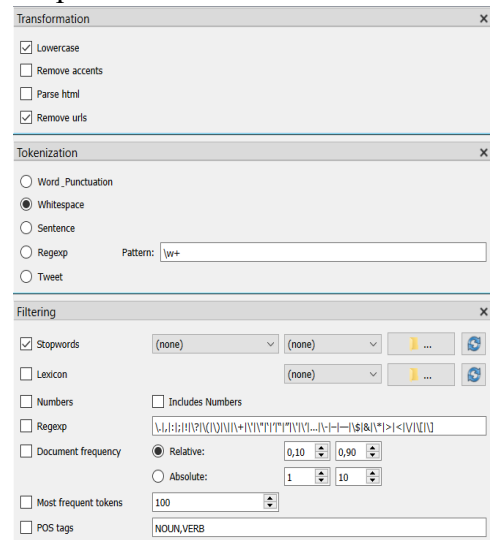 Transformation
Lowercase
Remove accents
Parse html
Remove urls
Tokenization
Word_Punctuation
Whitespace
Sentence
Regexp Pattern: \w+
Tweet
Filtering
Stopwords (none) (none) ...
Lexicon (none) ...
Numbers Includes Numbers
Regexp \.|,|:|;|!|\?|\(|\)|\||\+|\'|\"|'|'|"|"|\'|\'|…|\-|–|—|\$|&|\*|>|<|\/|\[|\]
Document frequency Relative: 0,10 0,90
Absolute: 1 10
Most frequent tokens 100
POS tags NOUN,VERB